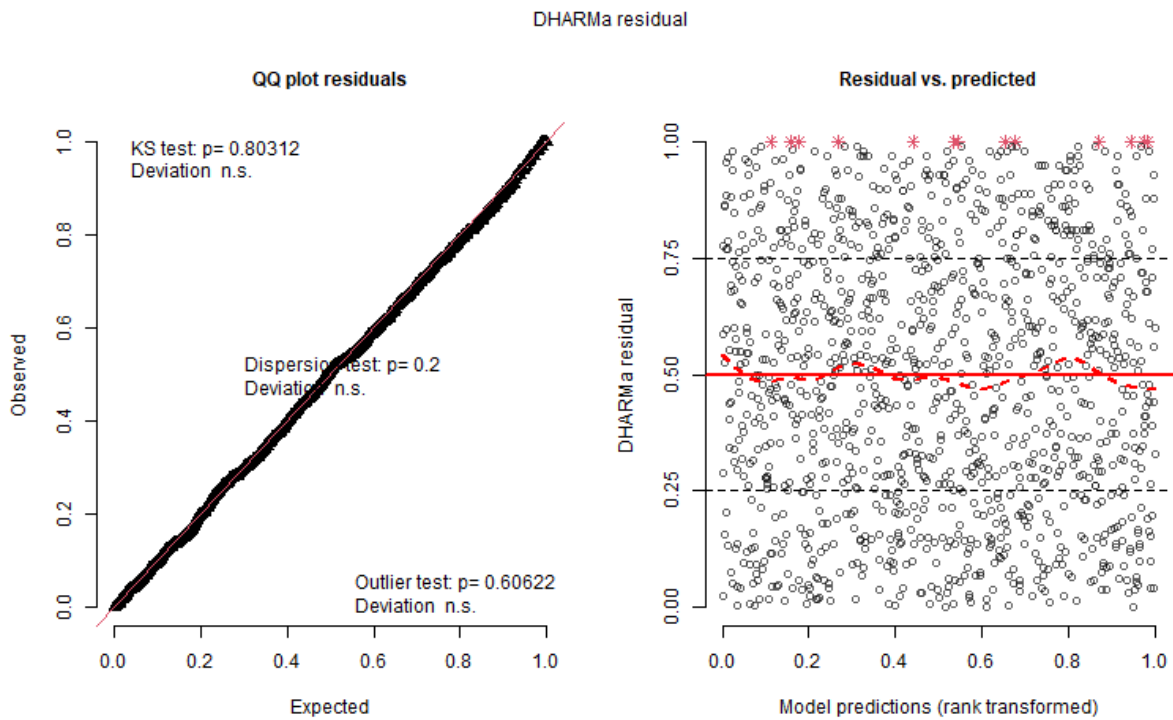 DHARMa residual
QQ plot residuals
KS test: p= 0.80312
Deviation n.s.
Dispersion test: p= 0.2
Deviation n.s.
Outlier test: p= 0.60622
Deviation n.s.
Observed
0.0
0.2
0.4
0.6
0.8
1.0
0.0
0.2
0.4
0.6
0.8
1.0
Expected
Residual vs. predicted
DHARMa residual
0.00
0.25
0.50
0.75
1.00
0.0
0.2
0.4
0.6
0.8
1.0
Model predictions (rank transformed)